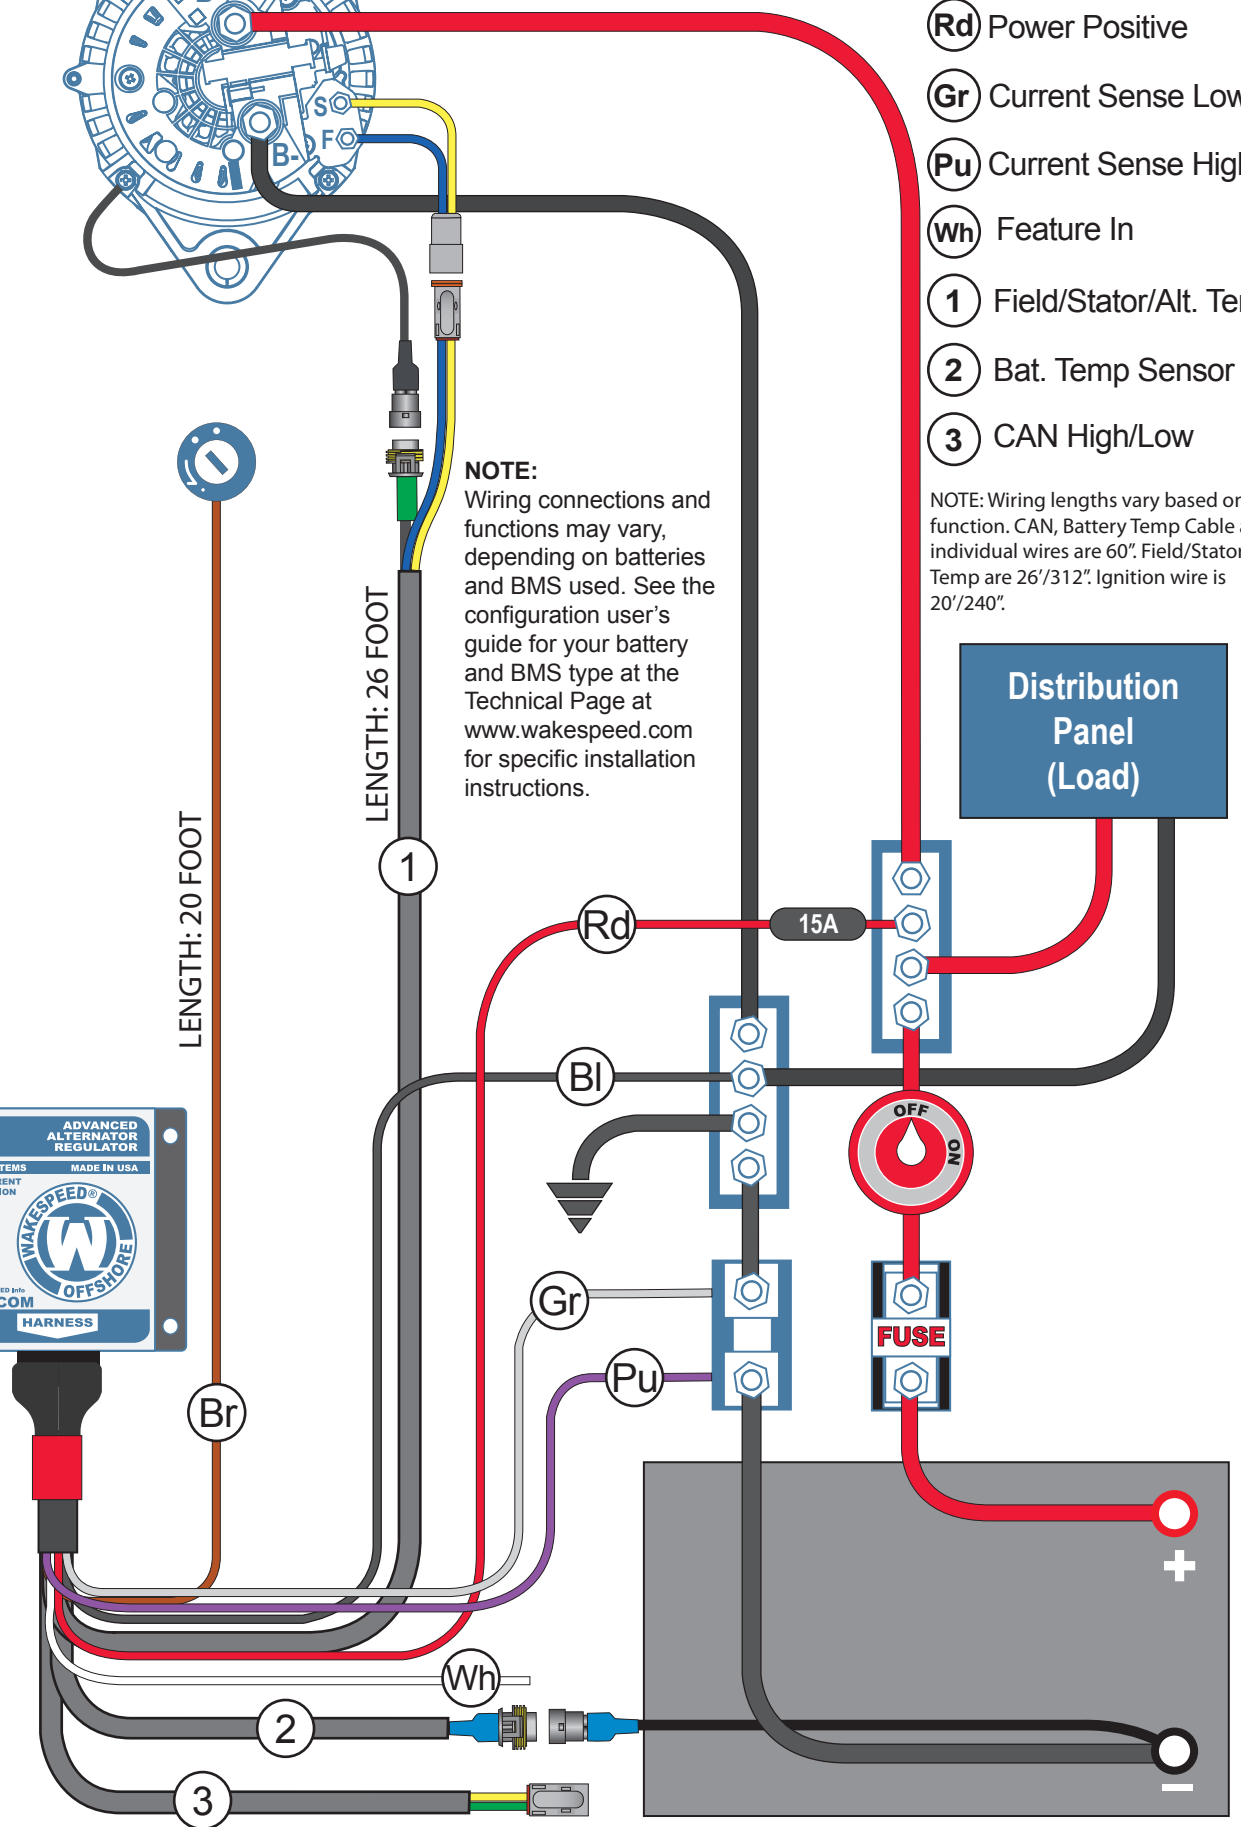 Rd Power Positive
Gr Current Sense Low
Pu Current Sense High
Wh Feature In
1 Field/Stator/Alt.
2 Bat. Temp Sensor
3 CAN High/Low
NOTE: Wiring lengths vary based on
function. CAN, Battery Temp Cable
individual wires are 60”. Field/Stator
Temp are 26’/312”. Ignition wire is
20’/240”.
S
F
B-
NOTE:
Wiring connections and
functions may vary,
depending on batteries
and BMS used. See the
configuration user’s
guide for your battery
and BMS type at the
Technical Page at
www.wakespeed.com
for specific installation
instructions.
LENGTH: 26 FOOT
LENGTH: 20 FOOT
Distribution
Panel
(Load)
1
Rd
15A
Bl
OFF
ON
ADVANCED
ALTERNATOR
REGULATOR
MADE IN USA
WAKESPEED®
W
OFFSHORE
HARNESS
Gr
FUSE
Pu
Br
+
Wh
2
−
3